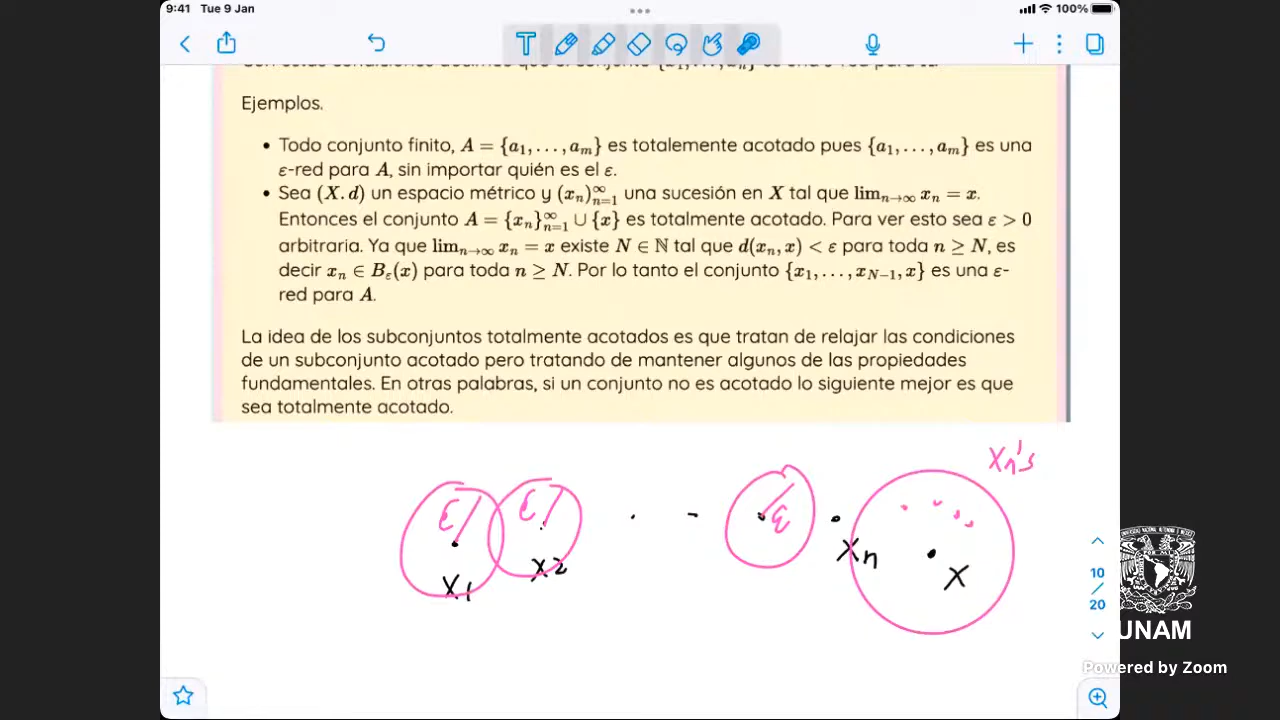 9:41 Tue 9 Jan
100%
Ejemplos.
• Todo conjunto finito, A = {a₁, . . . , aₘ} es totalemente acotado pues {a₁, . . . , aₘ} es una
ε-red para A, sin importar quién es el ε.
• Sea (X.d) un espacio métrico y (xₙ)ₙ₌₁^∞ una sucesión en X tal que limₙ→∞ xₙ = x.
Entonces el conjunto A = {xₙ}ₙ₌₁^∞ ∪ {x} es totalmente acotado. Para ver esto sea ε > 0
arbitraria. Ya que limₙ→∞ xₙ = x existe N ∈ ℕ tal que d(xₙ, x) < ε para toda n ≥ N, es
decir xₙ ∈ B_ε(x) para toda n ≥ N. Por lo tanto el conjunto {x₁, . . . , x_{N−1}, x} es una ε-
red para A.
La idea de los subconjuntos totalmente acotados es que tratan de relajar las condiciones
de un subconjunto acotado pero tratando de mantener algunos de las propiedades
fundamentales. En otras palabras, si un conjunto no es acotado lo siguiente mejor es que
sea totalmente acotado.
Xn's
ε ε ε
X1 X2 Xn X
10
/
20
UNAM
Powered by Zoom